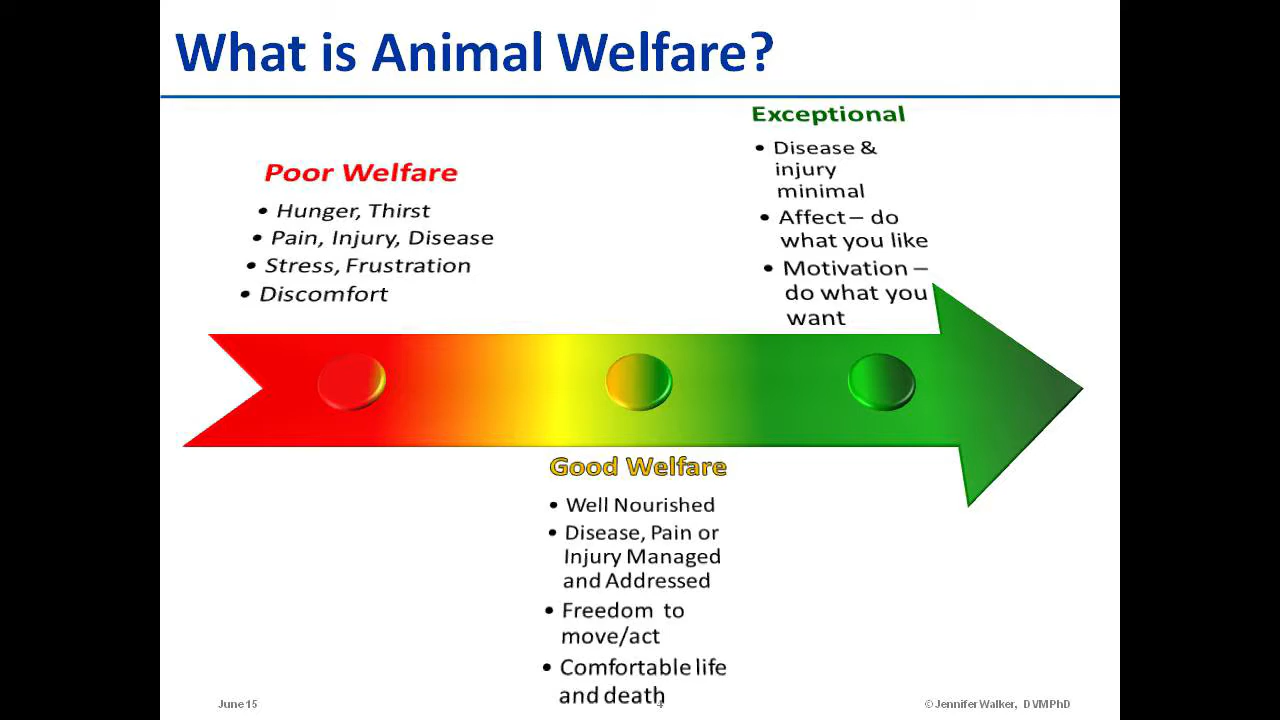 What is Animal Welfare?
Exceptional
• Disease &
injury
minimal
• Affect – do
what you like
• Motivation –
do what you
want
Poor Welfare
• Hunger, Thirst
• Pain, Injury, Disease
• Stress, Frustration
• Discomfort
Good Welfare
• Well Nourished
• Disease, Pain or
Injury Managed
and Addressed
• Freedom to
move/act
• Comfortable life
and death
June 15
4
© Jennifer Walker, DVMPhD